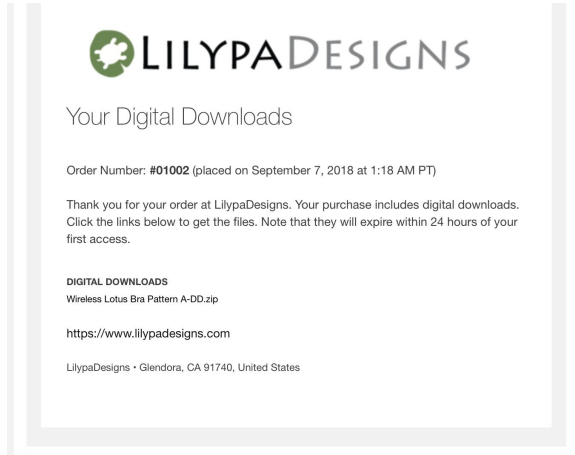 LILYPADESIGNS
Your Digital Downloads
Order Number: #01002 (placed on September 7, 2018 at 1:18 AM PT)
Thank you for your order at LilypaDesigns. Your purchase includes digital downloads.
Click the links below to get the files. Note that they will expire within 24 hours of your
first access.
DIGITAL DOWNLOADS
Wireless Lotus Bra Pattern A-DD.zip
https://www.lilypadesigns.com
LilypaDesigns • Glendora, CA 91740, United States